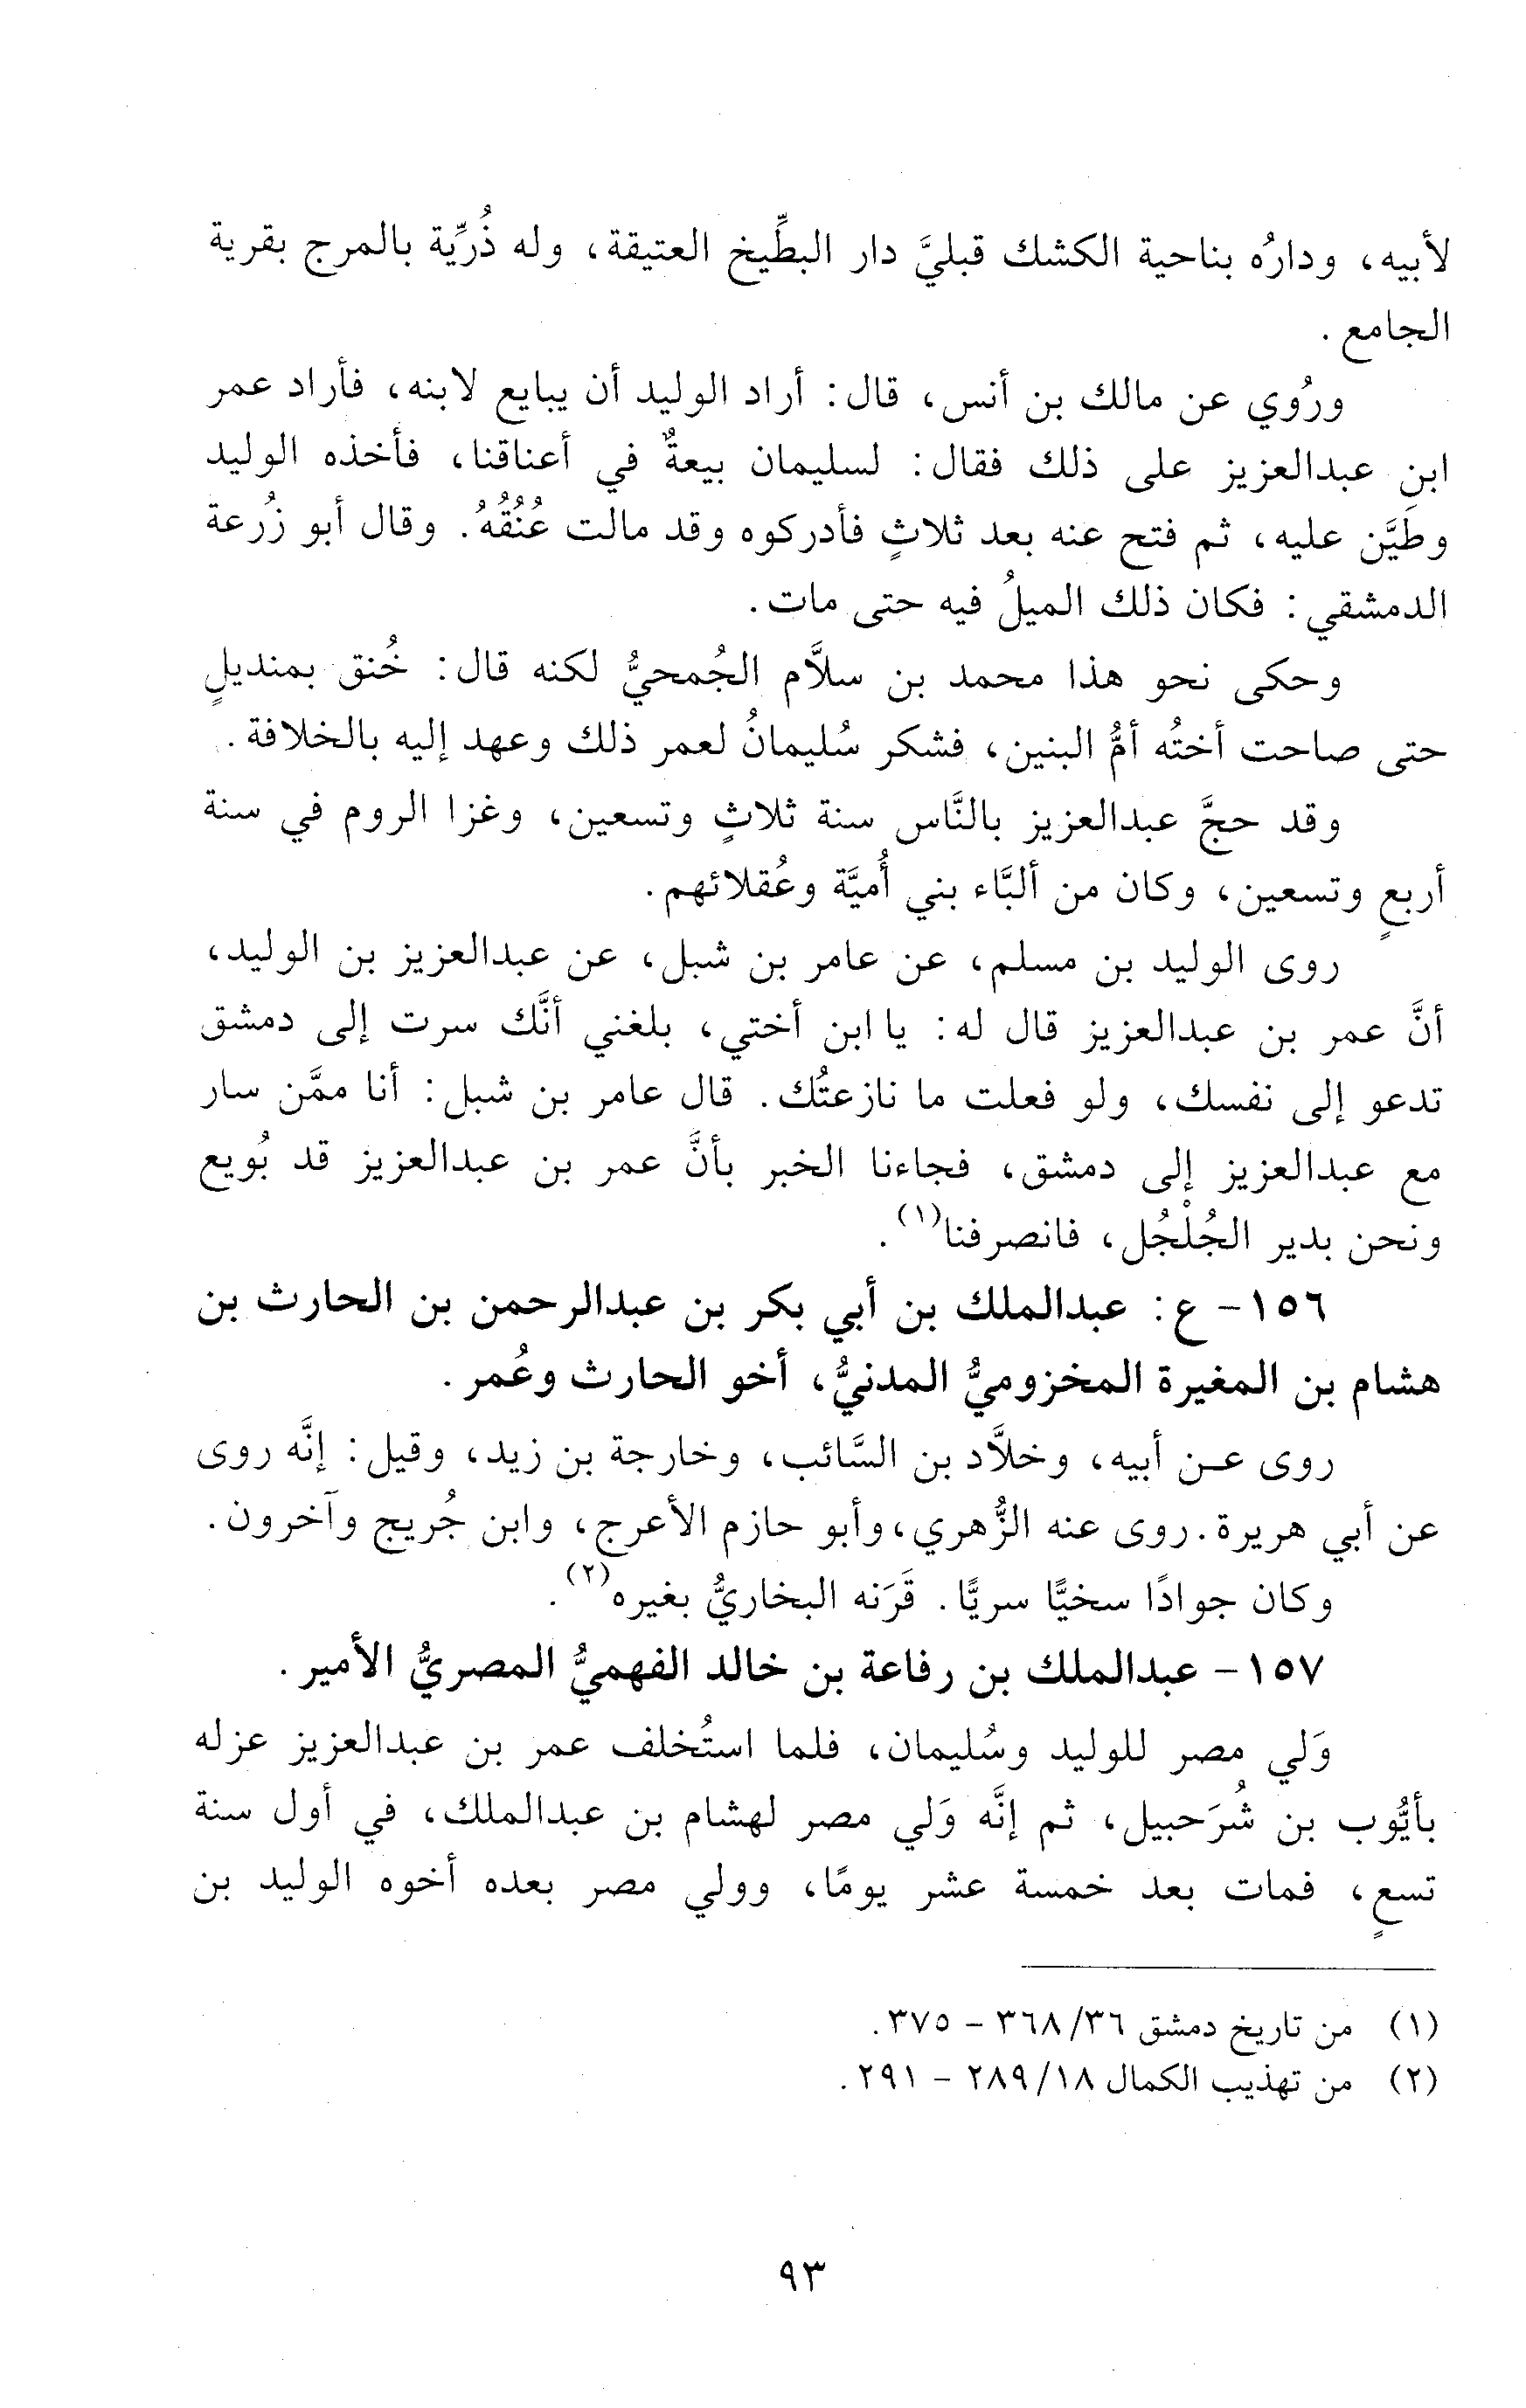 لأبيه، ودارُه بناحية الكشك قبليَّ دار البطِّيخ العتيقة، وله ذُرِّية بالمرج بقرية
الجامع.
ورُوي عن مالك بن أنس، قال: أراد الوليد أن يبايع لابنه، فأراد عمر
ابن عبدالعزيز على ذلك فقال: لسليمان بيعةٌ في أعناقنا، فأخذه الوليد
وطَيَّن عليه، ثم فتح عنه بعد ثلاثٍ فأدركوه وقد مالت عُنُقُهُ. وقال أبو زُرعة
الدمشقي: فكان ذلك الميلُ فيه حتى مات.
وحكى نحو هذا محمد بن سلاَّم الجُمحيُّ لكنه قال: خُنق بمنديلٍ
حتى صاحت أختُه أمُّ البنين، فشكر سُليمانُ لعمر ذلك وعهد إليه بالخلافة.
وقد حجَّ عبدالعزيز بالنَّاس سنة ثلاثٍ وتسعين، وغزا الروم في سنة
أربعٍ وتسعين، وكان من ألبَّاء بني أُميَّة وعُقلائهم.
روى الوليد بن مسلم، عن عامر بن شبل، عن عبدالعزيز بن الوليد،
أنَّ عمر بن عبدالعزيز قال له: يا ابن أختي، بلغني أنَّك سرت إلى دمشق
تدعو إلى نفسك، ولو فعلت ما نازعتُك. قال عامر بن شبل: أنا ممَّن سار
مع عبدالعزيز إلى دمشق، فجاءنا الخبر بأنَّ عمر بن عبدالعزيز قد بُويع
ونحن بدير الجُلْجُل، فانصرفنا(١).
١٥٦- ع: عبدالملك بن أبي بكر بن عبدالرحمن بن الحارث بن
هشام بن المغيرة المخزوميُّ المدنيُّ، أخو الحارث وعُمر.
روى عـن أبيه، وخلاَّد بن السَّائب، وخارجة بن زيد، وقيل: إنَّه روى
عن أبي هريرة. روى عنه الزُّهري، وأبو حازم الأعرج، وابن جُريج وآخرون.
وكان جوادًا سخيًّا سريًّا. قَرَنه البخاريُّ بغيره(٢).
١٥٧- عبدالملك بن رفاعة بن خالد الفهميُّ المصريُّ الأمير.
وَلي مصر للوليد وسُليمان، فلما استُخلف عمر بن عبدالعزيز عزله
بأيُّوب بن شُرَحبيل، ثم إنَّه وَلي مصر لهشام بن عبدالملك، في أول سنة
تسعٍ، فمات بعد خمسة عشر يومًا، وولي مصر بعده أخوه الوليد بن
(١) من تاريخ دمشق ٣٦/ ٣٦٨ - ٣٧٥.
(٢) من تهذيب الكمال ١٨/ ٢٨٩ - ٢٩١.
٩٣